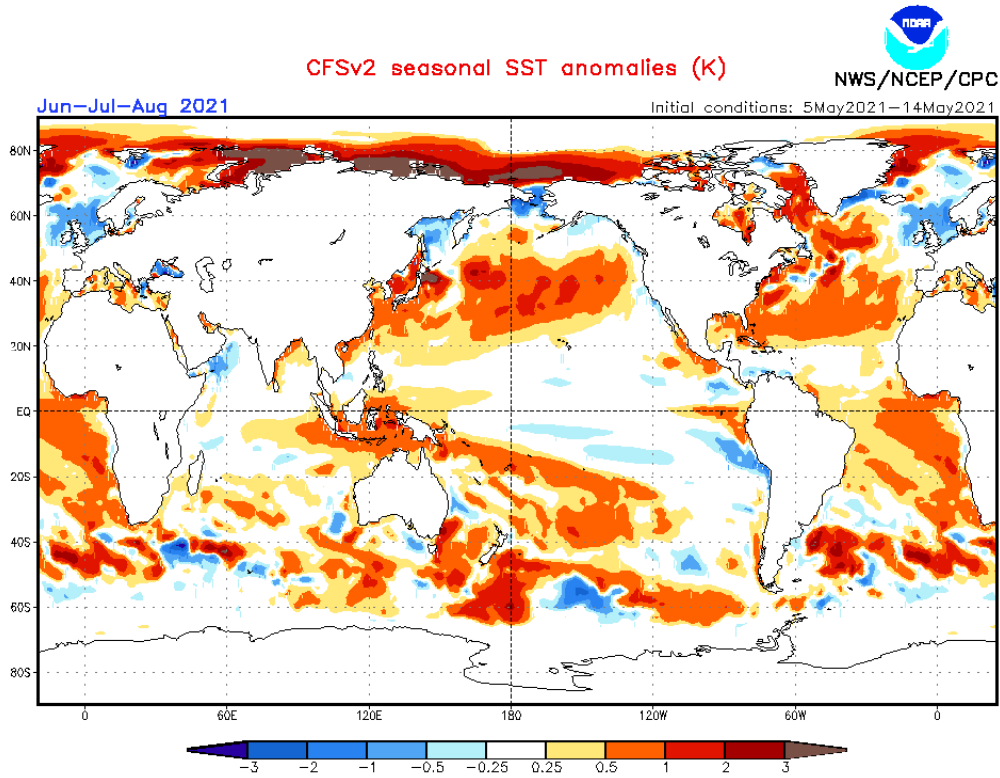 NOAA
CFSv2 seasonal SST anomalies (K)
NWS/NCEP/CPC
Jun-Jul-Aug 2021
Initial conditions: 5May2021-14May2021
80N
60N
40N
20N
EQ
20S
40S
60S
80S
0 60E 120E 180 120W 60W 0
-3 -2 -1 -0.5 -0.25 0.25 0.5 1 2 3